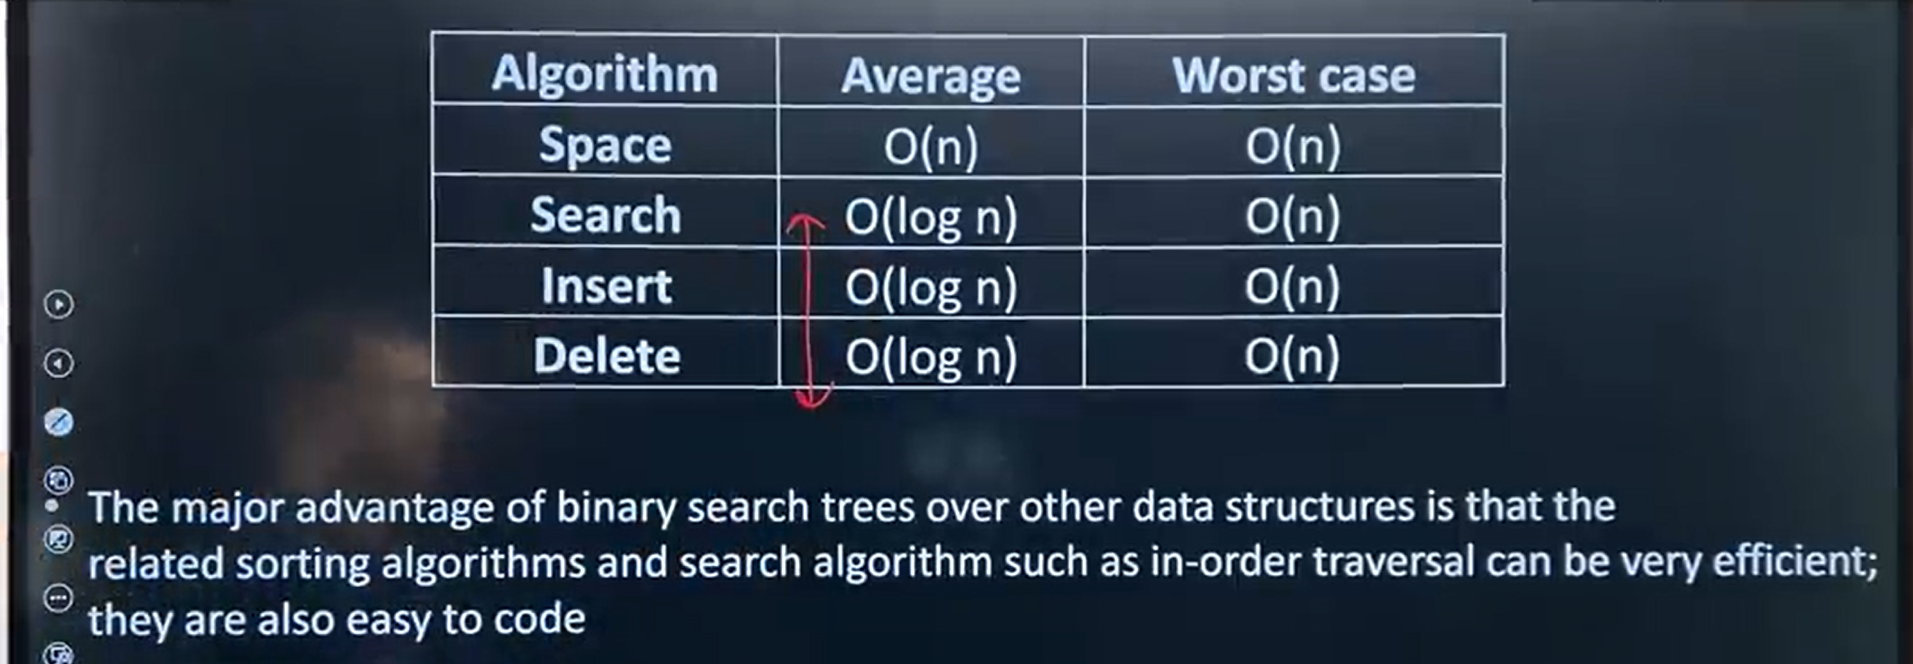 Algorithm Average Worst case
Space O(n) O(n)
Search O(log n) O(n)
Insert O(log n) O(n)
Delete O(log n) O(n)
The major advantage of binary search trees over other data structures is that the
related sorting algorithms and search algorithm such as in-order traversal can be very efficient;
they are also easy to code